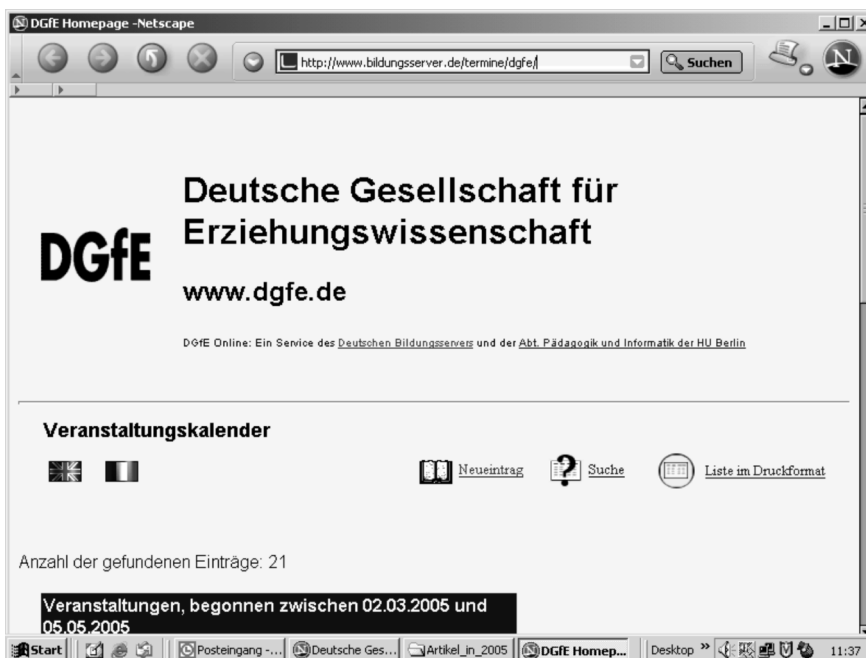 DGfE Homepage -Netscape
http://www.bildungsserver.de/termine/dgfe/
Suchen
Deutsche Gesellschaft für
Erziehungswissenschaft
DGfE
www.dgfe.de
DGfE Online: Ein Service des Deutschen Bildungsservers und der Abt. Pädagogik und Informatik der HU Berlin
Veranstaltungskalender
Neueintrag Suche Liste im Druckformat
Anzahl der gefundenen Einträge: 21
Veranstaltungen, begonnen zwischen 02.03.2005 und
05.05.2005
Start Posteingang -... Deutsche Ges... Artikel_in_2005 DGfE Homep... Desktop » 11:37